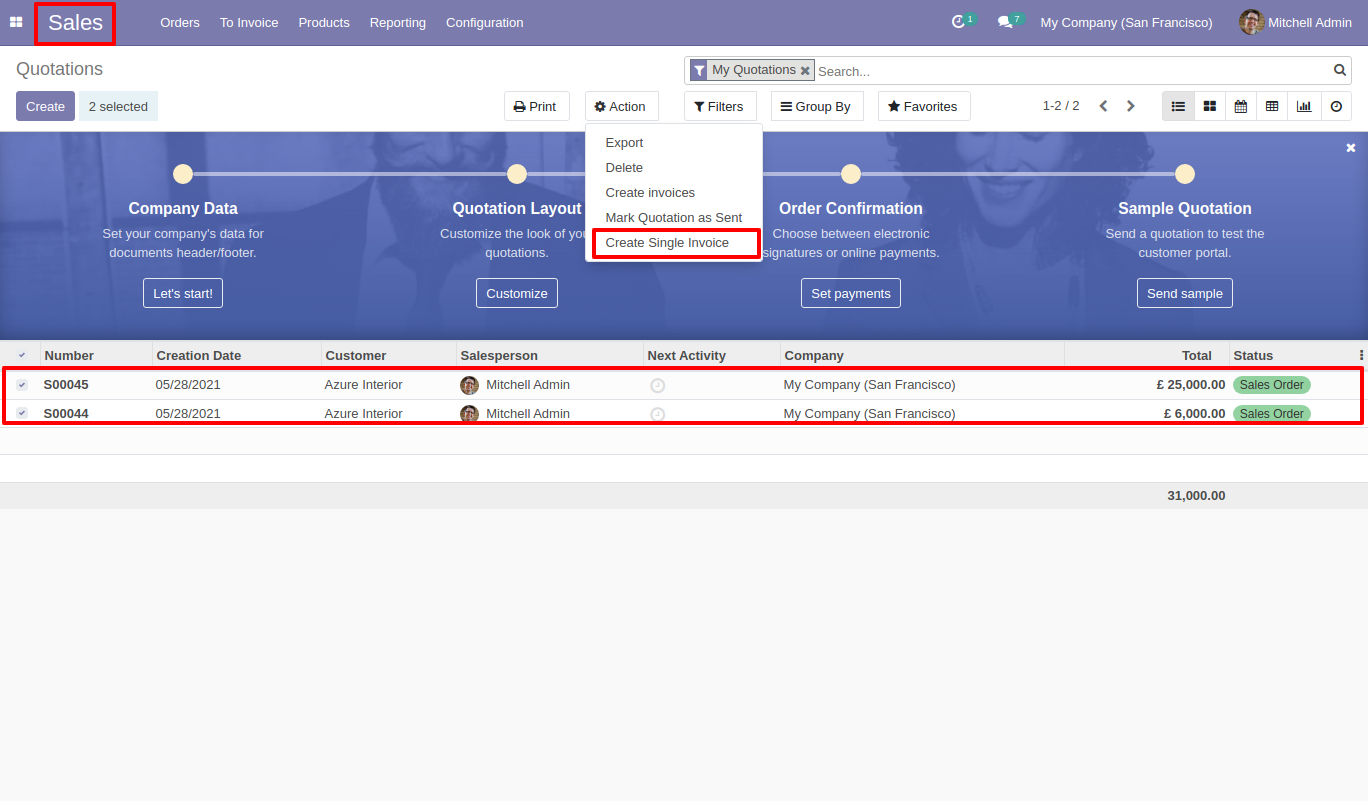 Sales Orders To Invoice Products Reporting Configuration 1 7 My Company (San Francisco) Mitchell Admin
Quotations My Quotations Search...
Create 2 selected Print Action Filters Group By Favorites 1-2 / 2
Export
Delete
Create invoices
Mark Quotation as Sent
Create Single Invoice
Company Data
Set your company's data for
documents header/footer.
Let's start!
Quotation Layout
Customize the look of you
quotations.
Customize
Order Confirmation
Choose between electronic
signatures or online payments.
Set payments
Sample Quotation
Send a quotation to test the
customer portal.
Send sample
Number Creation Date Customer Salesperson Next Activity Company Total Status
S00045 05/28/2021 Azure Interior Mitchell Admin My Company (San Francisco) £ 25,000.00 Sales Order
S00044 05/28/2021 Azure Interior Mitchell Admin My Company (San Francisco) £ 6,000.00 Sales Order
31,000.00